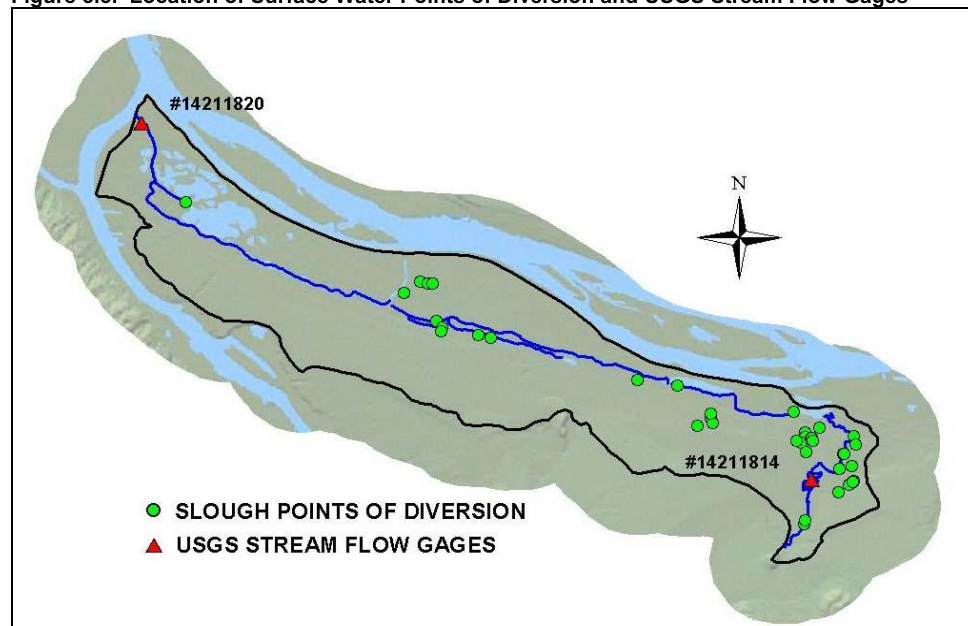 Figure 3.3. Location of Surface Water Points of Diversion and USGS Stream Flow Gages
#14211820
N
#14211814
SLOUGH POINTS OF DIVERSION
USGS STREAM FLOW GAGES